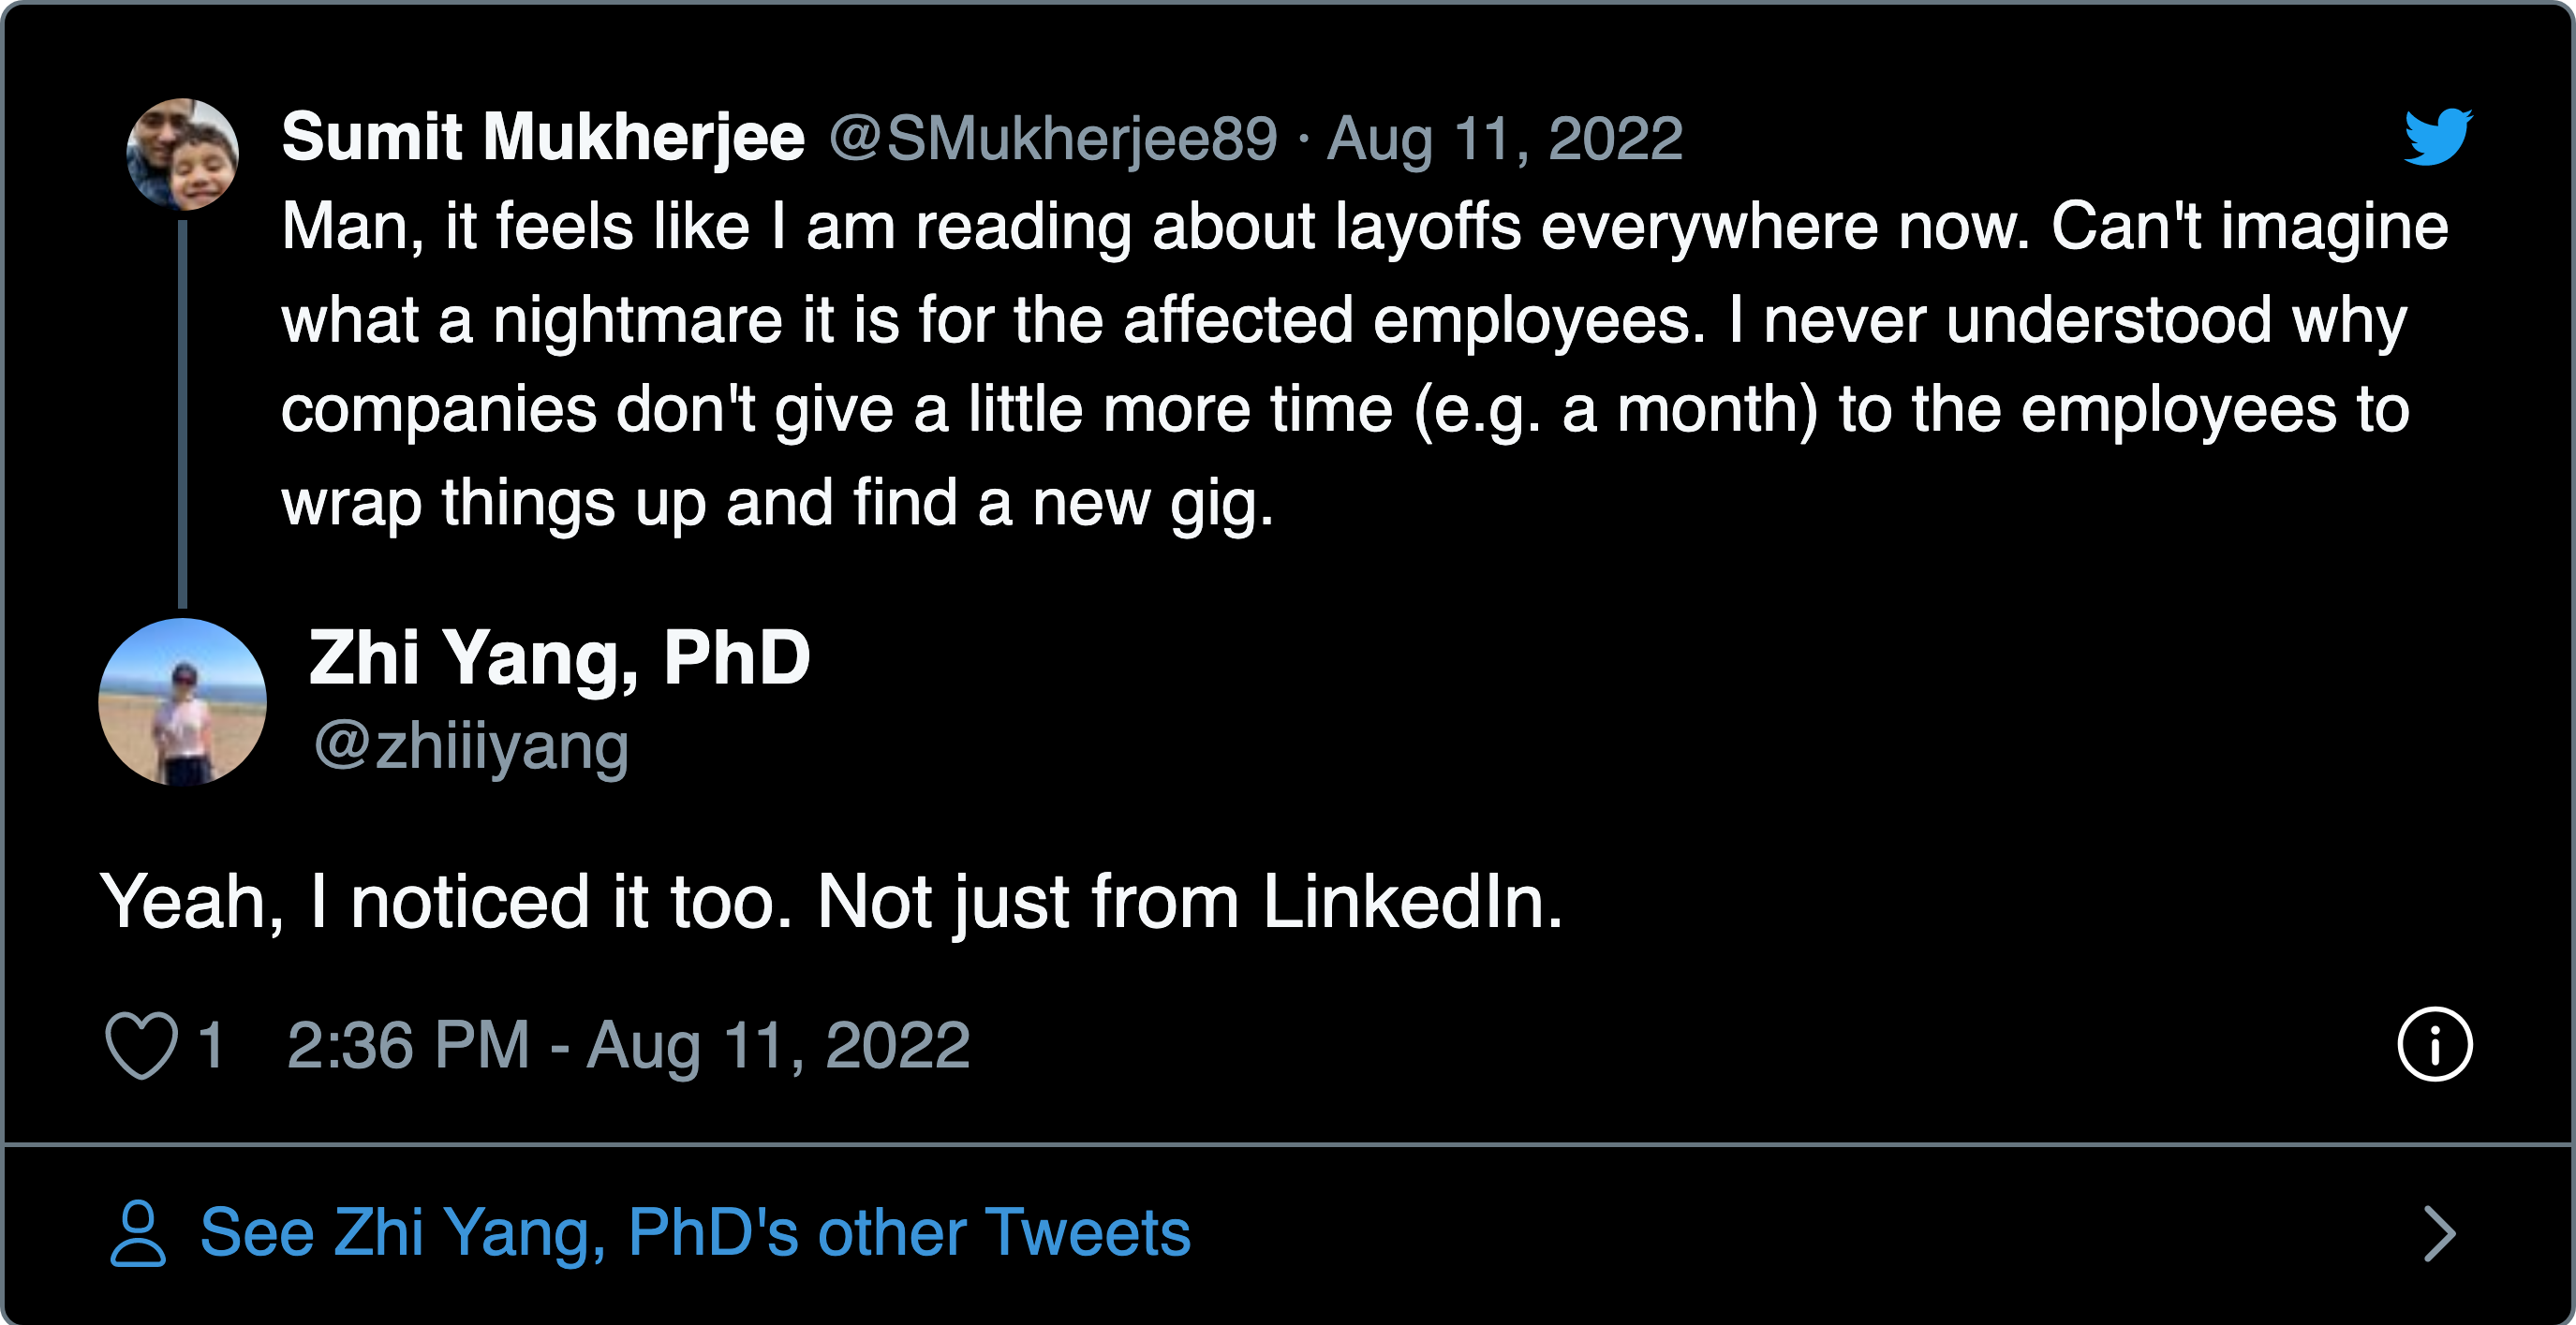 Sumit Mukherjee @SMukherjee89 · Aug 11, 2022
Man, it feels like I am reading about layoffs everywhere now. Can't imagine
what a nightmare it is for the affected employees. I never understood why
companies don't give a little more time (e.g. a month) to the employees to
wrap things up and find a new gig.
Zhi Yang, PhD
@zhiiiyang
Yeah, I noticed it too. Not just from LinkedIn.
1 2:36 PM - Aug 11, 2022
See Zhi Yang, PhD's other Tweets